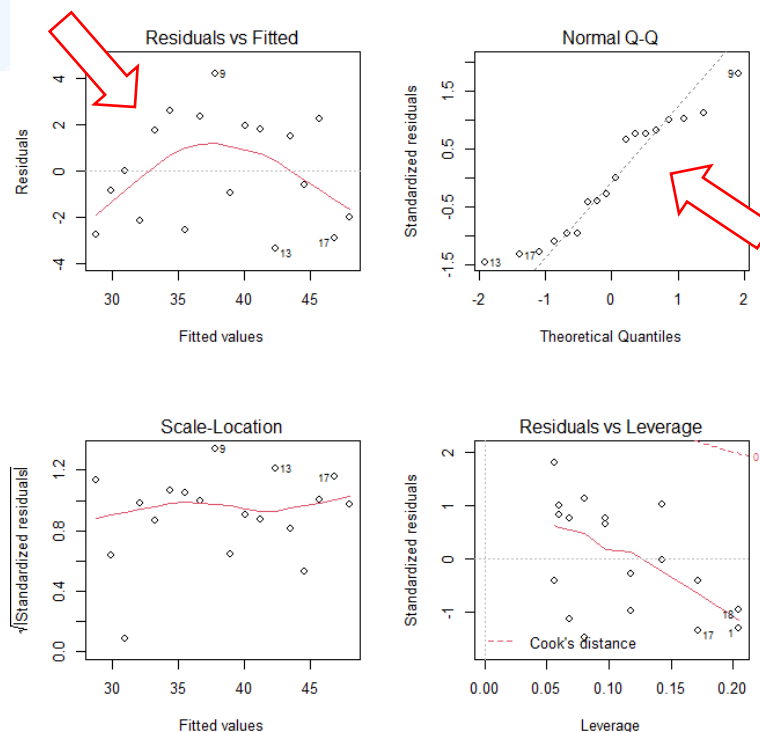 Residuals vs Fitted
Residuals
4
2
0
-2
-4
9
13
17
30 35 40 45
Fitted values
Normal Q-Q
Standardized residuals
1.5
0.5
-0.5
-1.5
9
13
17
-2 -1 0 1 2
Theoretical Quantiles
Scale-Location
√|Standardized residuals|
1.2
0.8
0.4
0.0
9
13
17
30 35 40 45
Fitted values
Residuals vs Leverage
Standardized residuals
2
1
0
-1
0
18
17
1
Cook's distance
0.00 0.05 0.10 0.15 0.20
Leverage